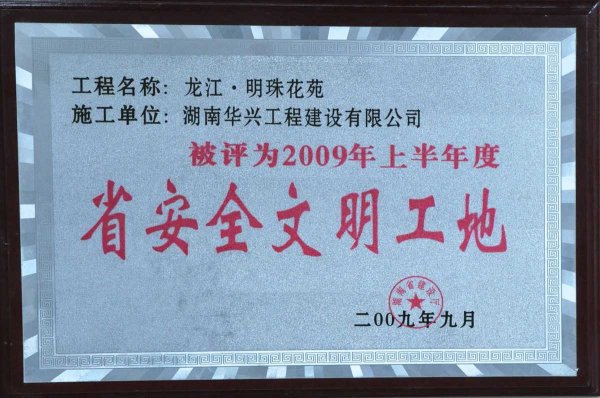 工程名称: 龙江·明珠花苑
施工单位: 湖南华兴工程建设有限公司
被评为2009年上半年度
省安全文明工地
湖南省建设厅
二00九年九月